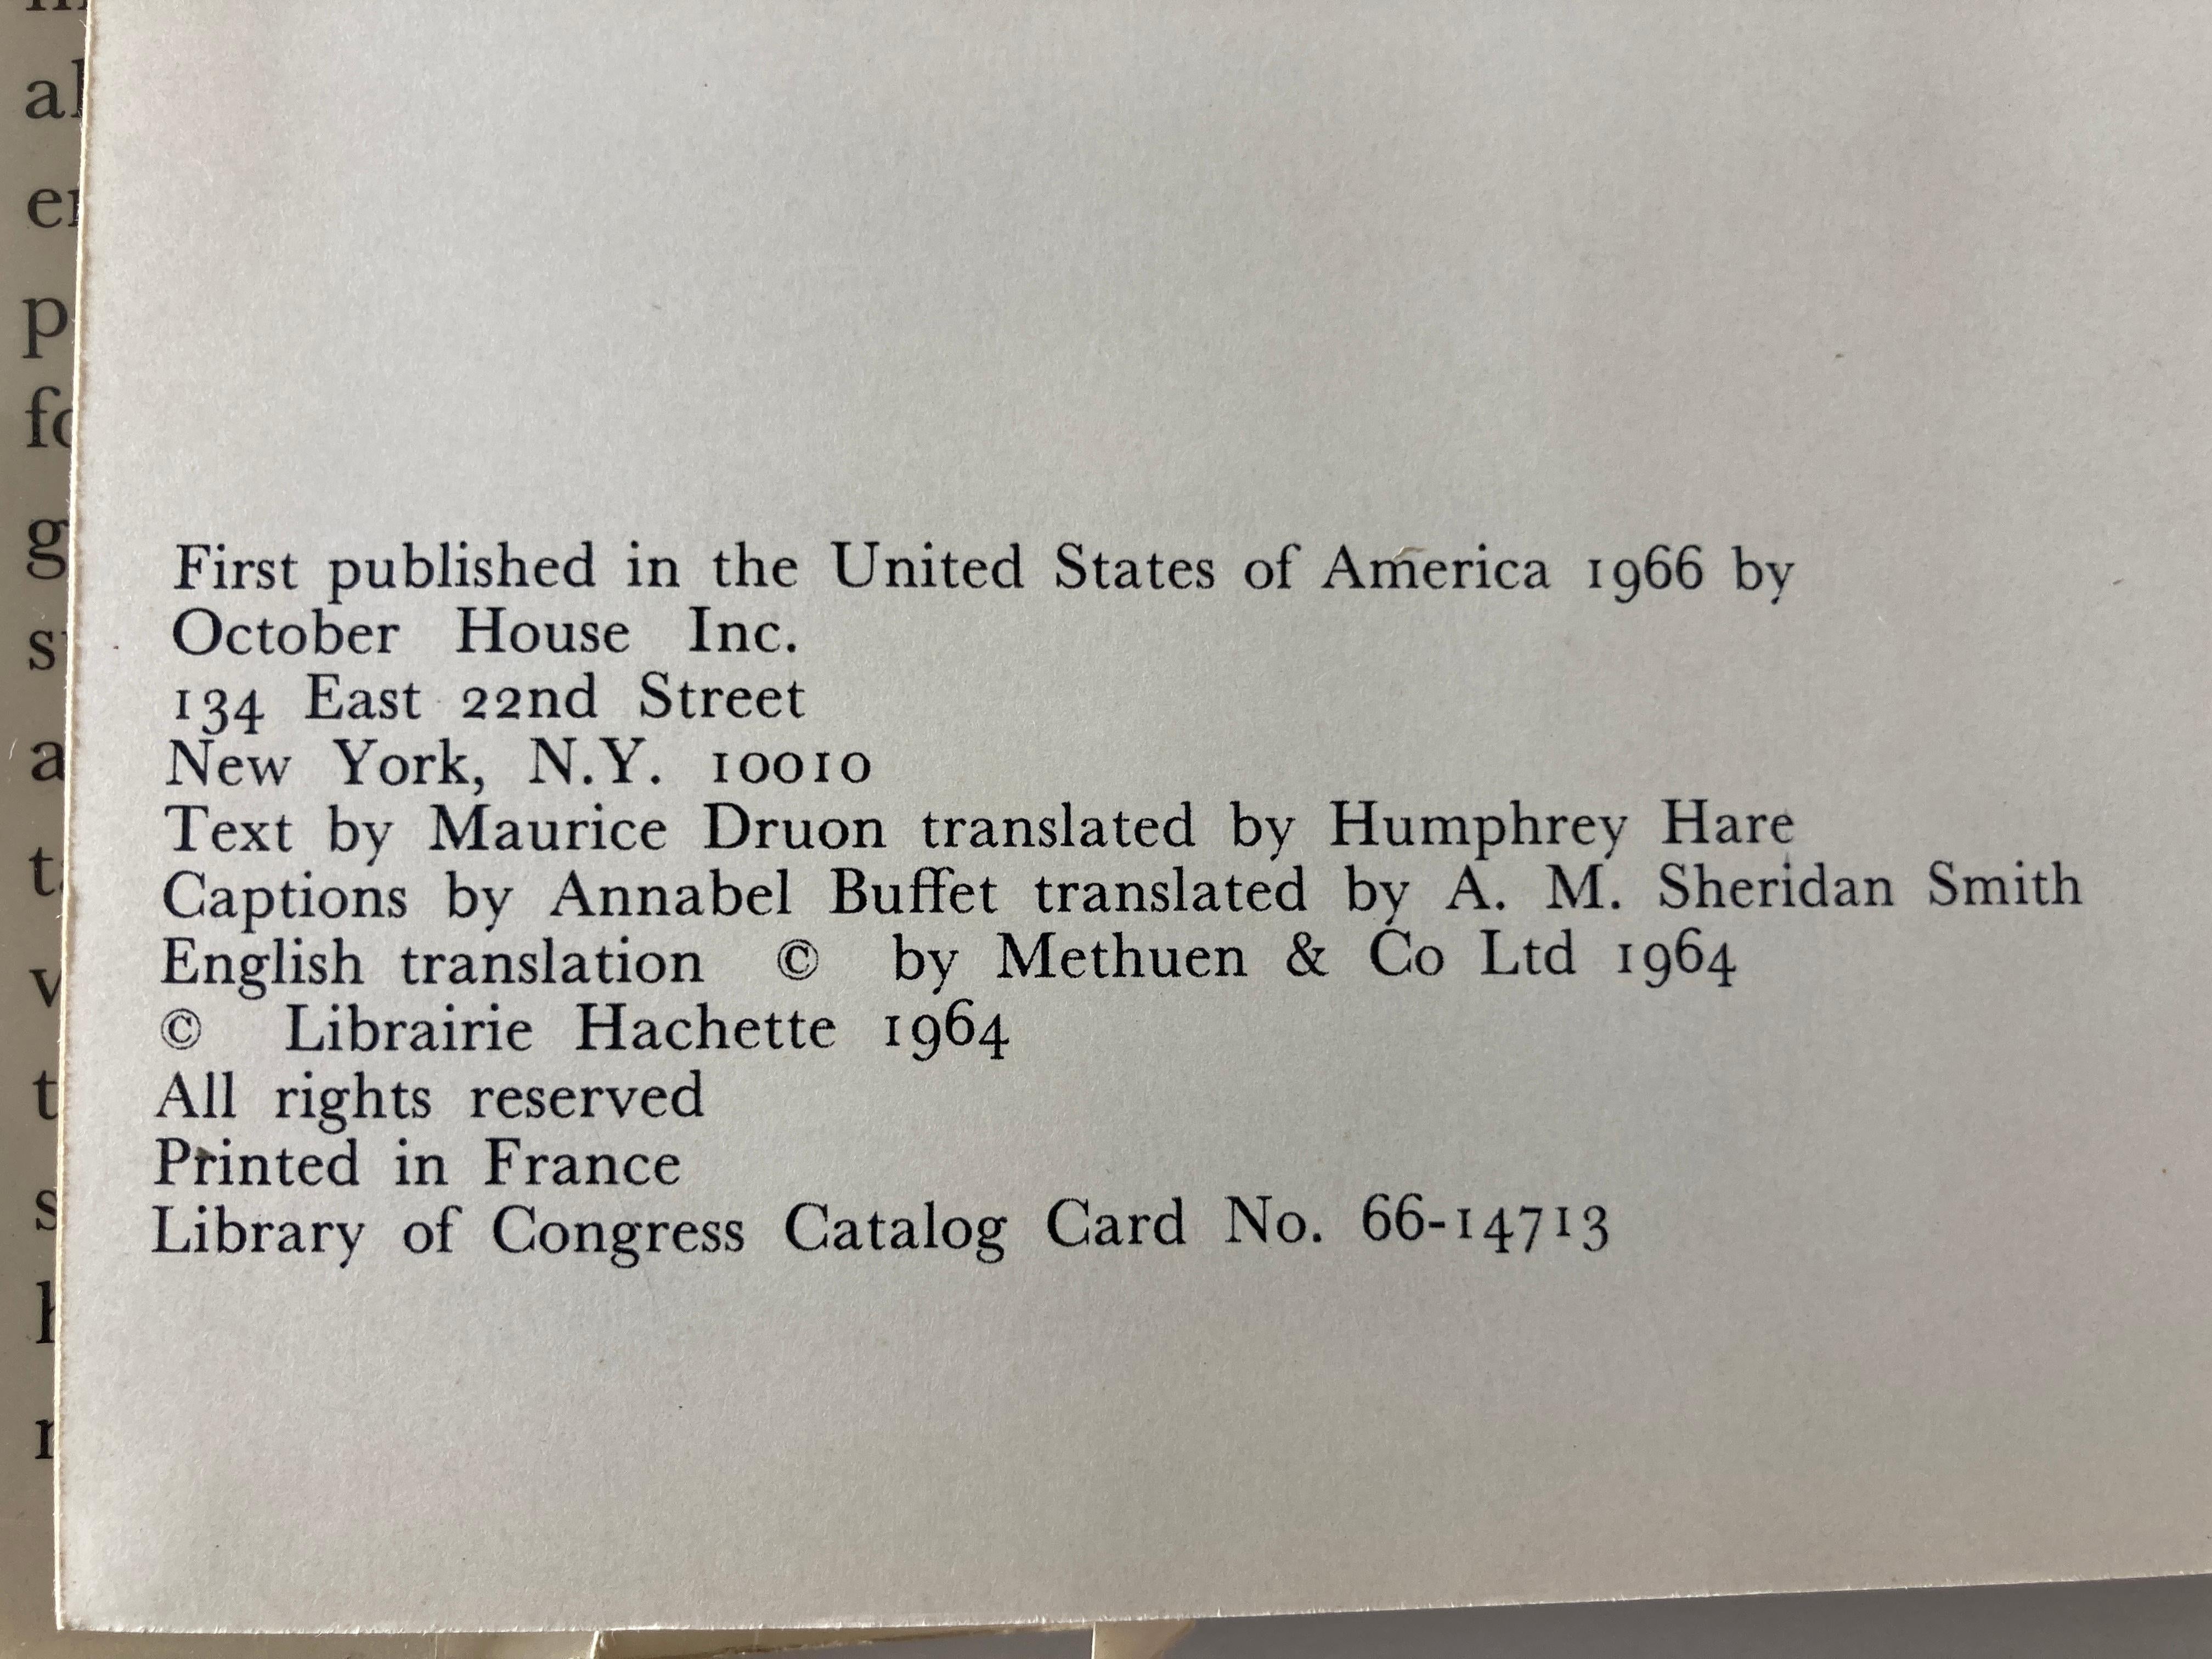 First published in the United States of America 1966 by
October House Inc.
134 East 22nd Street
New York, N.Y. 10010
Text by Maurice Druon translated by Humphrey Hare
Captions by Annabel Buffet translated by A. M. Sheridan Smith
English translation © by Methuen & Co Ltd 1964
© Librairie Hachette 1964
All rights reserved
Printed in France
Library of Congress Catalog Card No. 66-14713